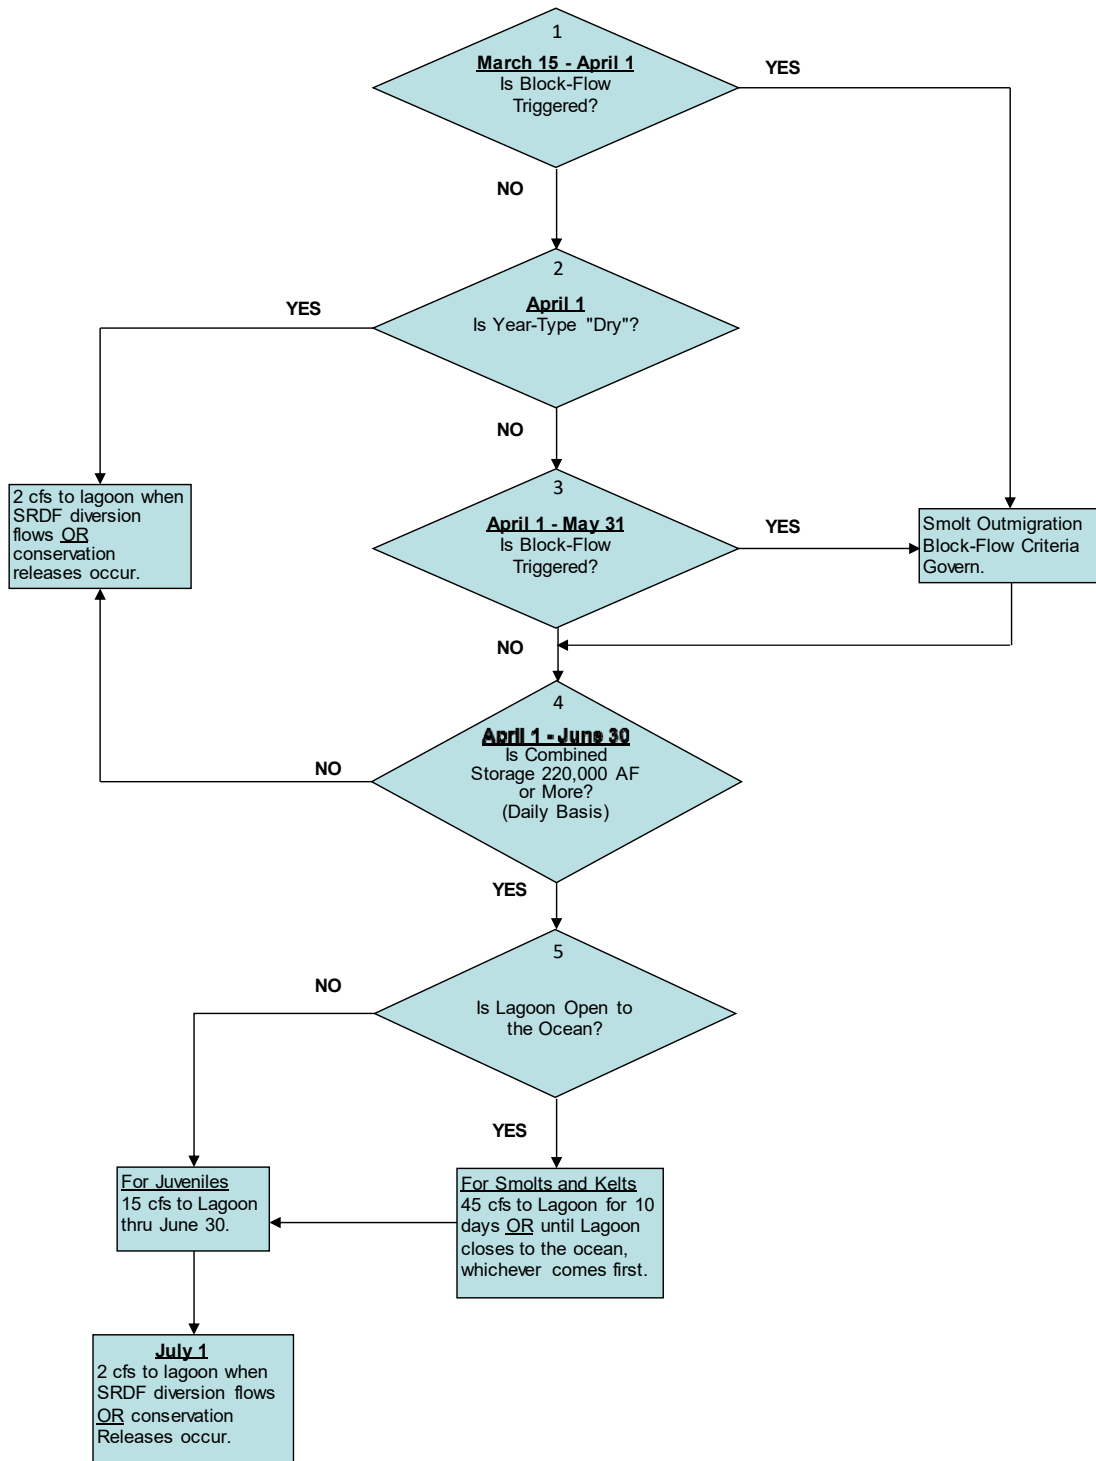 1
March 15 - April 1
Is Block-Flow
Triggered?
YES
NO
2
April 1
Is Year-Type "Dry"?
YES
NO
3
April 1 - May 31
Is Block-Flow
Triggered?
YES
NO
2 cfs to lagoon when
SRDF diversion
flows OR
conservation
releases occur.
Smolt Outmigration
Block-Flow Criteria
Govern.
4
April 1 - June 30
Is Combined
Storage 220,000 AF
or More?
(Daily Basis)
NO
YES
5
Is Lagoon Open to
the Ocean?
NO
YES
For Juveniles
15 cfs to Lagoon
thru June 30.
For Smolts and Kelts
45 cfs to Lagoon for 10
days OR until Lagoon
closes to the ocean,
whichever comes first.
July 1
2 cfs to lagoon when
SRDF diversion flows
OR conservation
Releases occur.